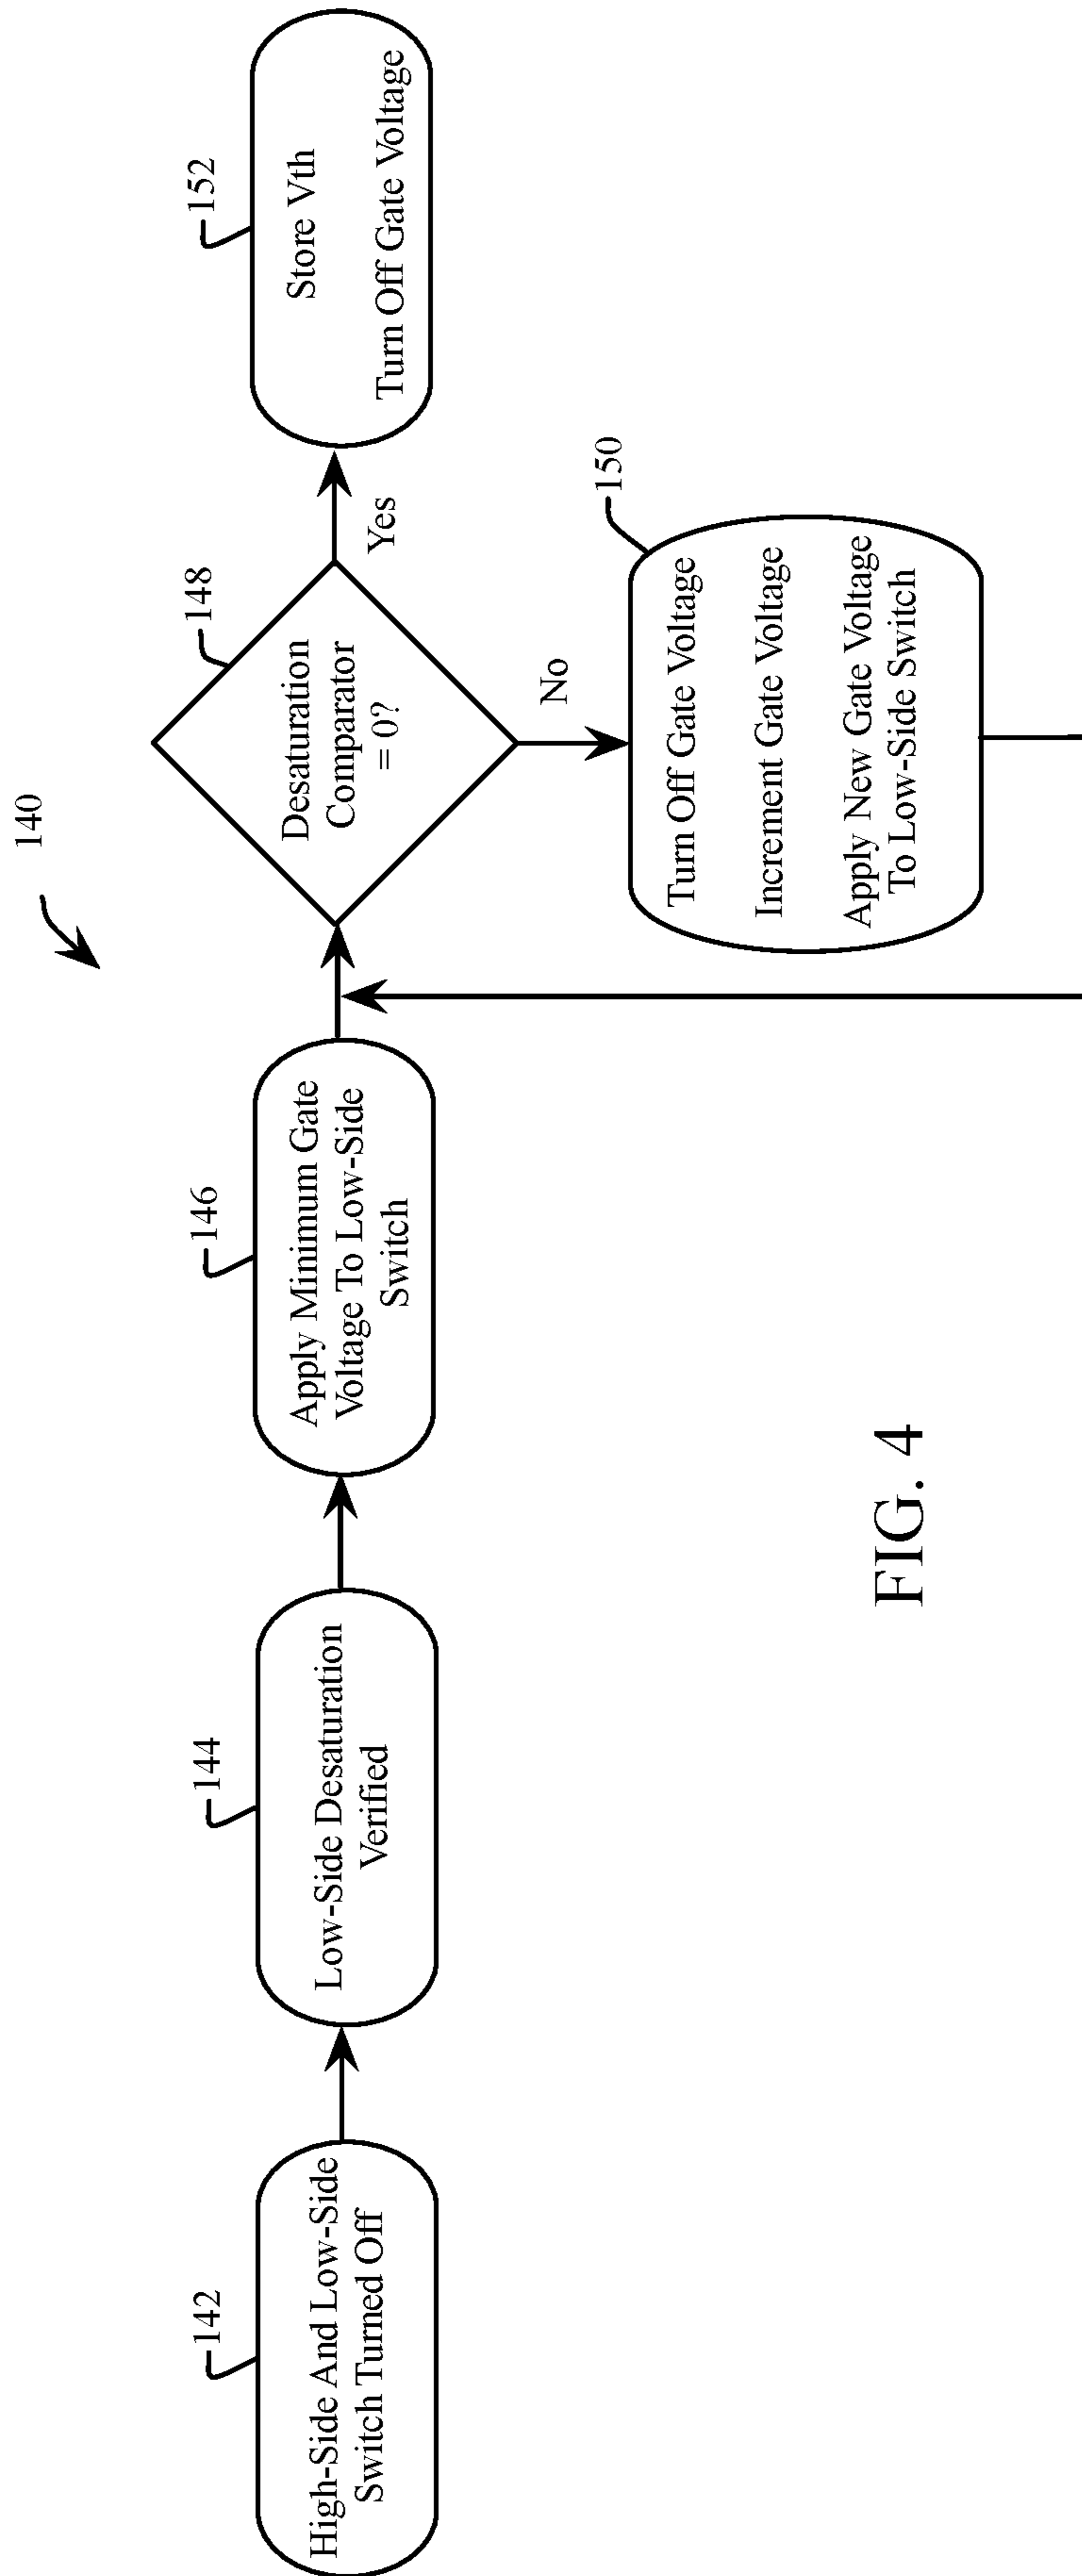 140
142
High-Side And Low-Side
Switch Turned Off
144
Low-Side Desaturation
Verified
146
Apply Minimum Gate
Voltage To Low-Side
Switch
148
Desaturation
Comparator
= 0?
Yes
152
Store Vth
Turn Off Gate Voltage
No
150
Turn Off Gate Voltage
Increment Gate Voltage
Apply New Gate Voltage
To Low-Side Switch
FIG. 4